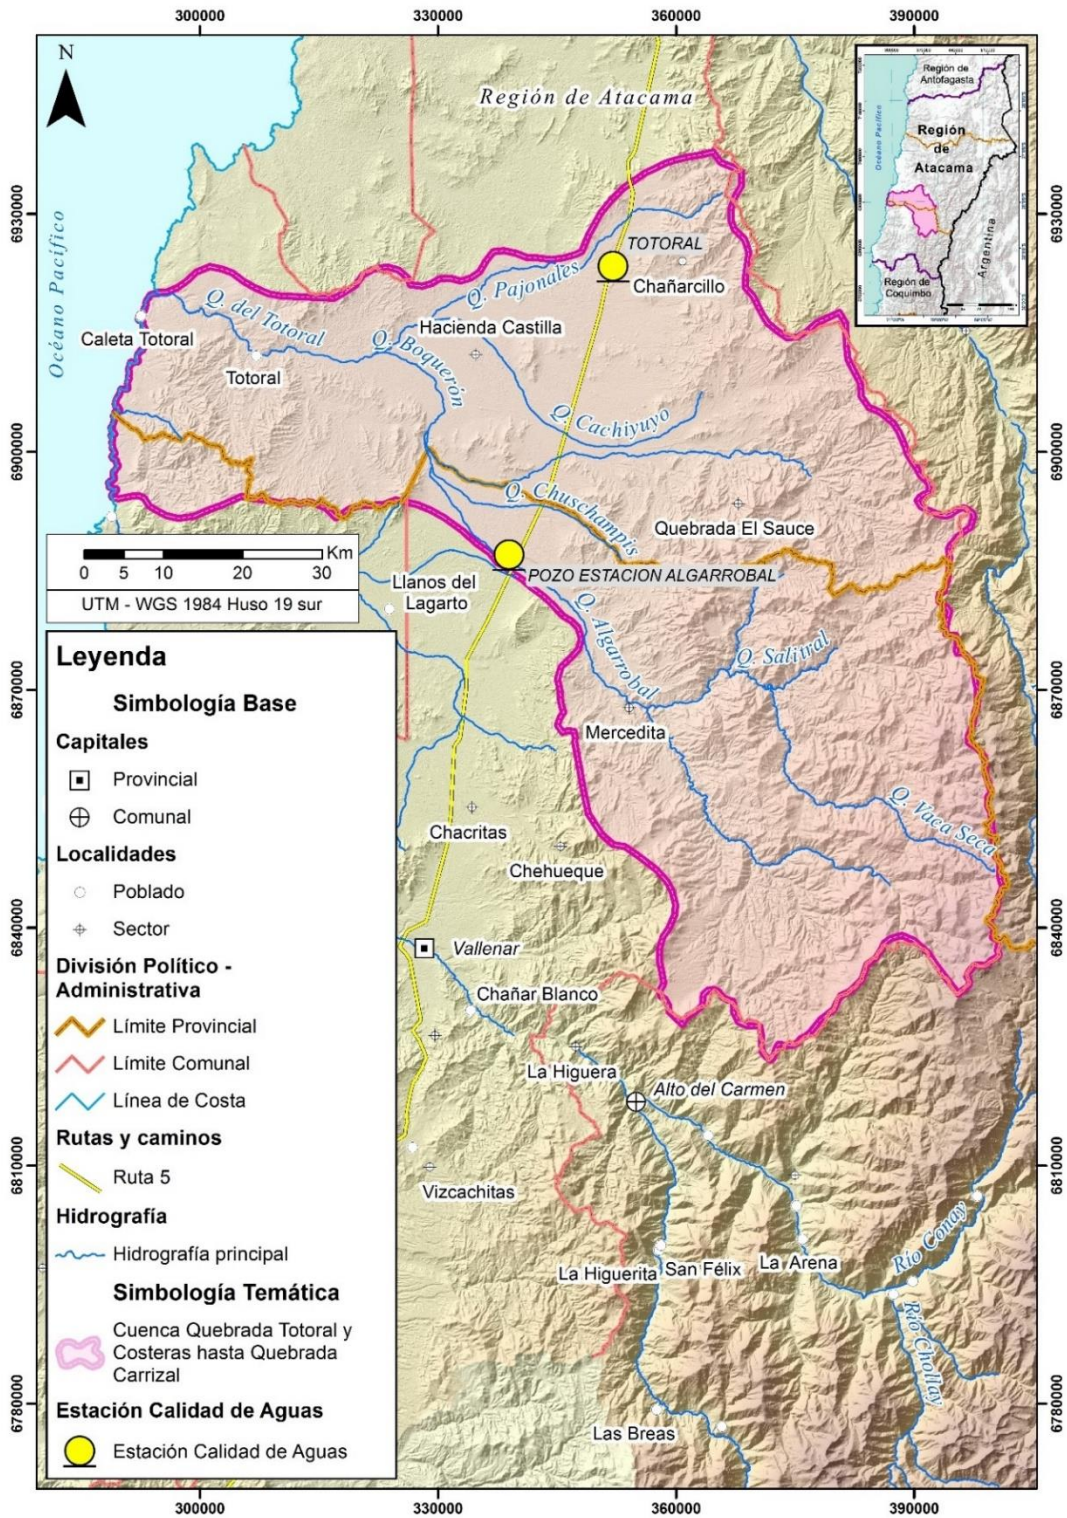 300000
330000
360000
390000
N
Región de Atacama
Océano Pacífico
Región de
Antofagasta
Océano Pacífico
Región
de
Atacama
Argentina
Región de
Coquimbo
6930000
6930000
TOTORAL
Q. Pajonales
Chañarcillo
Q. del Totoral
Caleta Totoral
Hacienda Castilla
Q. Boquerón
Totoral
Q. Cachiyuyo
6900000
6900000
Q. Chuschampis
Quebrada El Sauce
Km
0 5 10 20 30
UTM - WGS 1984 Huso 19 sur
Llanos del
Lagarto
POZO ESTACION ALGARROBAL
Q. Algarrobal
Q. Salitral
6870000
6870000
Mercedita
Q. Vaca Seca
Chacritas
Chehueque
6840000
6840000
Vallenar
Chañar Blanco
La Higuera
Alto del Carmen
6810000
6810000
Vizcachitas
Río Conay
La Higuerita
San Félix
La Arena
Río Chollay
6780000
6780000
Las Breas
Leyenda
Simbología Base
Capitales
Provincial
Comunal
Localidades
Poblado
Sector
División Político -
Administrativa
Límite Provincial
Límite Comunal
Línea de Costa
Rutas y caminos
Ruta 5
Hidrografía
Hidrografía principal
Simbología Temática
Cuenca Quebrada Totoral y
Costeras hasta Quebrada
Carrizal
Estación Calidad de Aguas
Estación Calidad de Aguas
300000
330000
360000
390000